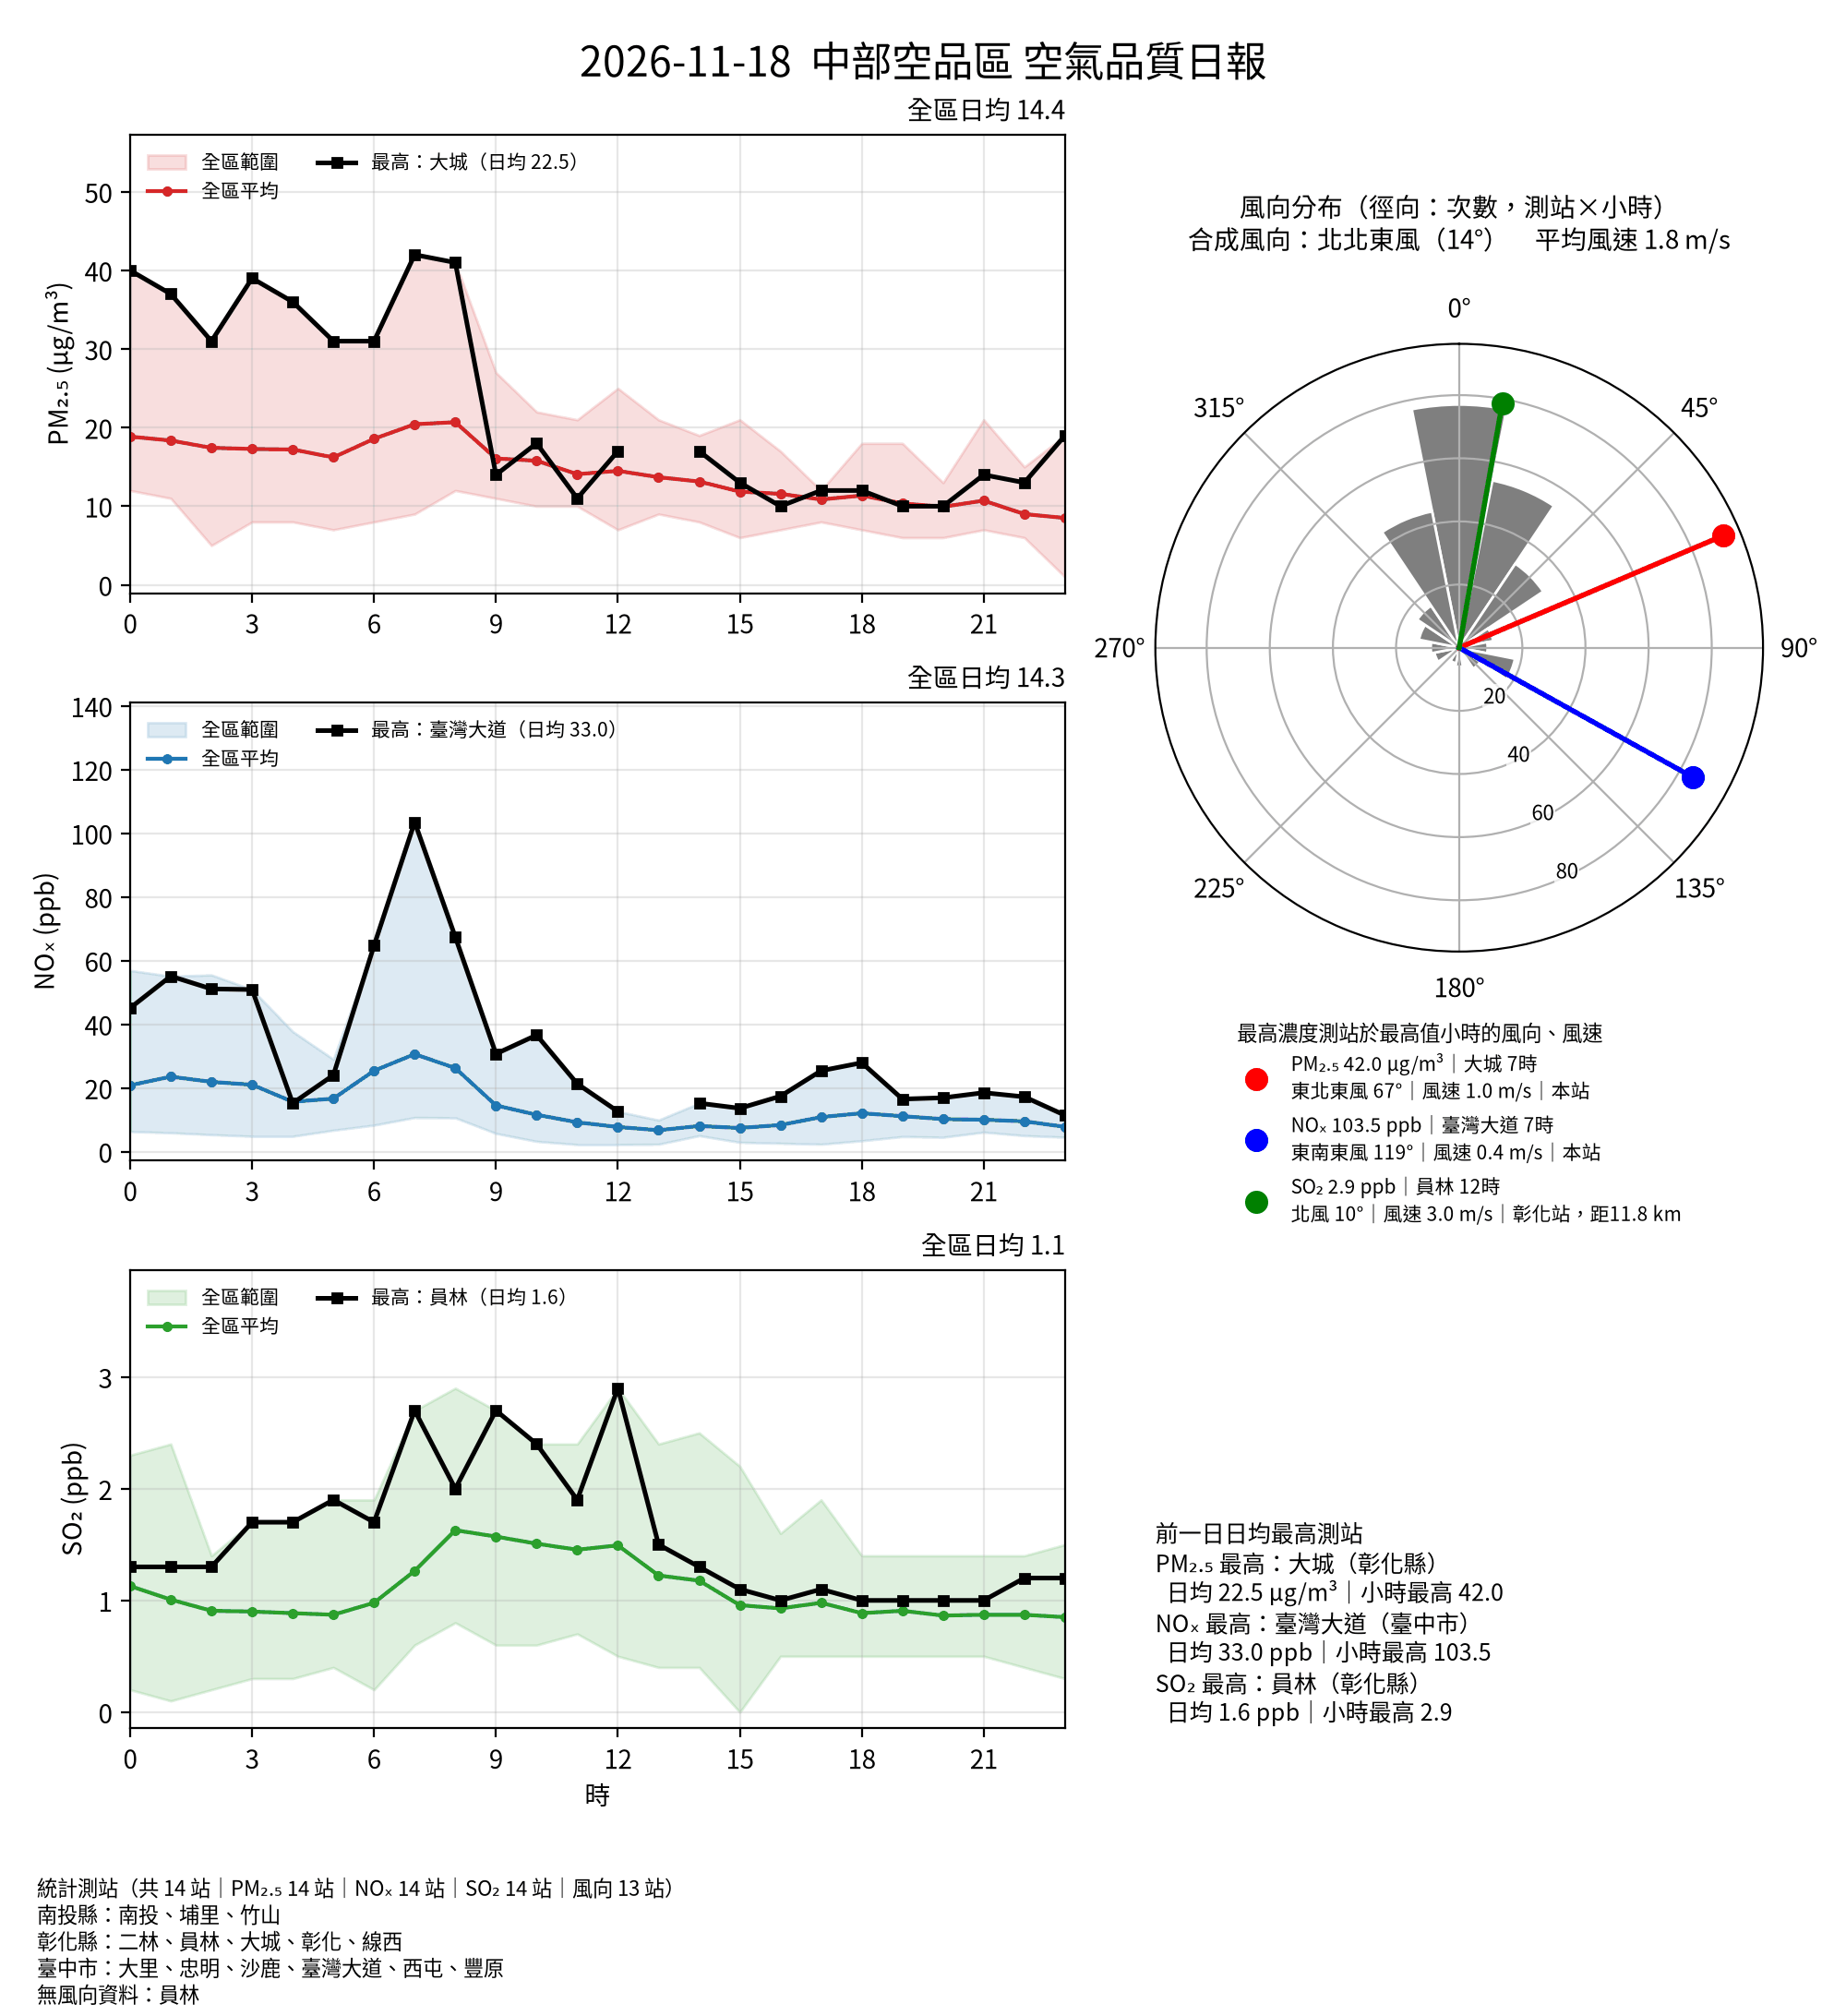 2026-11-18 中部空品區 空氣品質日報
全區日均 14.4
全區範圍
全區平均
最高：大城（日均 22.5）
PM₂.₅ (µg/m³)
50
40
30
20
10
0
0 3 6 9 12 15 18 21
全區日均 14.3
全區範圍
全區平均
最高：臺灣大道（日均 33.0）
NOₓ (ppb)
140
120
100
80
60
40
20
0
0 3 6 9 12 15 18 21
全區日均 1.1
全區範圍
全區平均
最高：員林（日均 1.6）
SO₂ (ppb)
3
2
1
0
0 3 6 9 12 15 18 21
時
風向分布（徑向：次數，測站×小時）
合成風向：北北東風（14°） 平均風速 1.8 m/s
0°
45°
90°
135°
180°
225°
270°
315°
20
40
60
80
最高濃度測站於最高值小時的風向、風速
PM₂.₅ 42.0 µg/m³｜大城 7時
東北東風 67°｜風速 1.0 m/s｜本站
NOₓ 103.5 ppb｜臺灣大道 7時
東南東風 119°｜風速 0.4 m/s｜本站
SO₂ 2.9 ppb｜員林 12時
北風 10°｜風速 3.0 m/s｜彰化站，距11.8 km
前一日日均最高測站
PM₂.₅ 最高：大城（彰化縣）
日均 22.5 µg/m³｜小時最高 42.0
NOₓ 最高：臺灣大道（臺中市）
日均 33.0 ppb｜小時最高 103.5
SO₂ 最高：員林（彰化縣）
日均 1.6 ppb｜小時最高 2.9
統計測站（共 14 站｜PM₂.₅ 14 站｜NOₓ 14 站｜SO₂ 14 站｜風向 13 站）
南投縣：南投、埔里、竹山
彰化縣：二林、員林、大城、彰化、線西
臺中市：大里、忠明、沙鹿、臺灣大道、西屯、豐原
無風向資料：員林